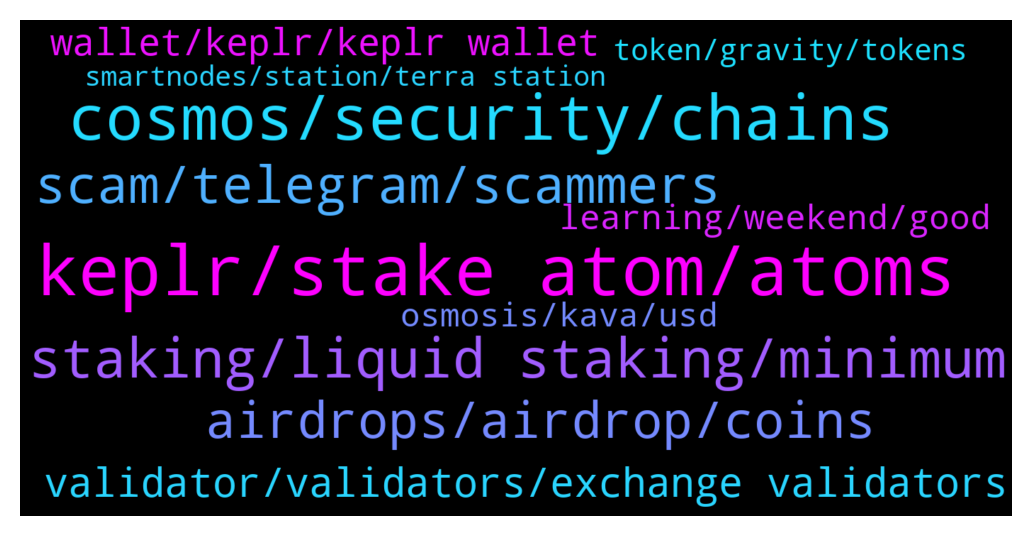 wallet/keplr/keplr wallet
token/gravity/tokens
smartnodes/station/terra station
cosmos/security/chains
scam/telegram/scammers
learning/weekend/good
keplr/stake atom/atoms
osmosis/kava/usd
staking/liquid staking/minimum
airdrops/airdrop/coins
validator/validators/exchange validators